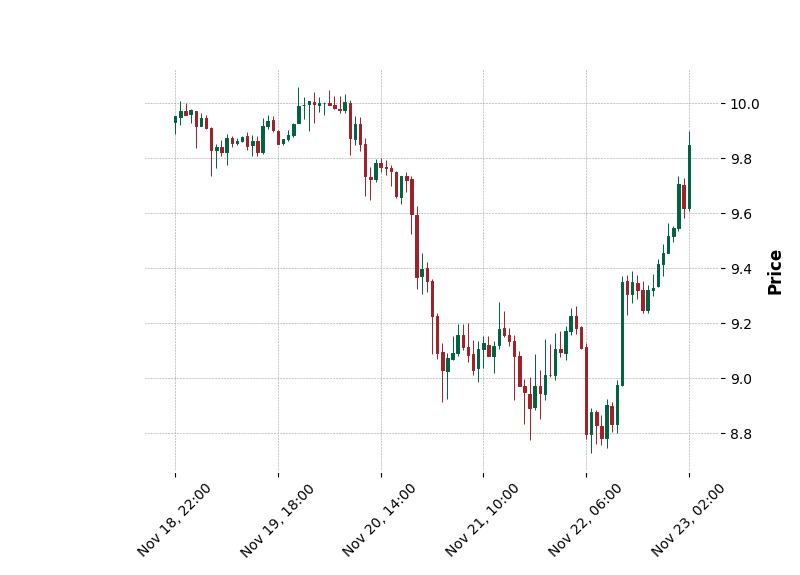 10.0
9.8
9.6
9.4
9.2
9.0
8.8
Price
Nov 18, 22:00
Nov 19, 18:00
Nov 20, 14:00
Nov 21, 10:00
Nov 22, 06:00
Nov 23, 02:00